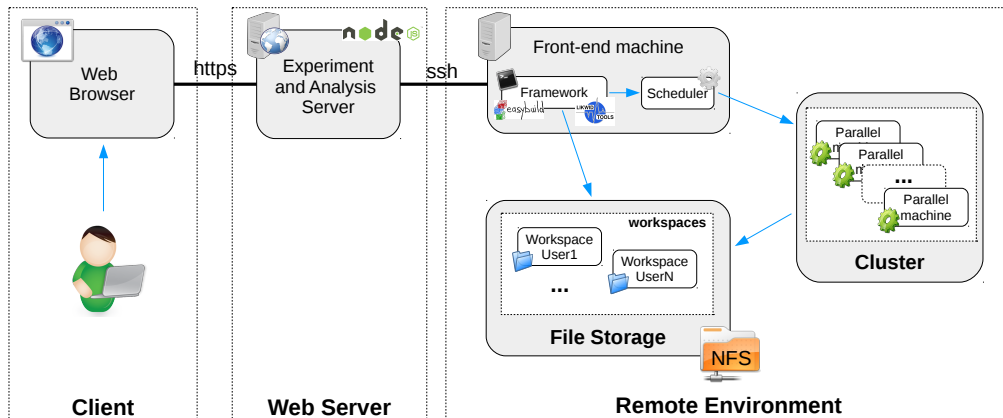 Web
Browser
https
node
JS
Experiment
and Analysis
Server
ssh
Front-end machine
Framework
easybuild
LIKWID
TOOLS
Scheduler
Parallel
Parallel
...
Parallel
machine
Cluster
workspaces
Workspace
User1
...
Workspace
UserN
File Storage
NFS
Client
Web Server
Remote Environment